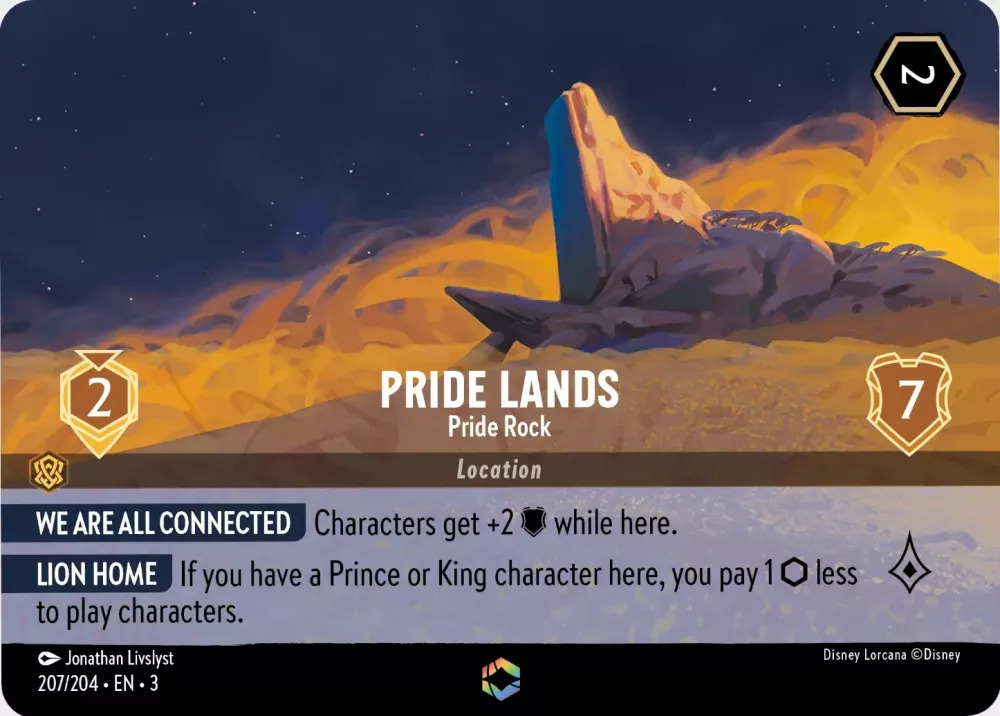 2
2
PRIDE LANDS
7
Pride Rock
Location
WE ARE ALL CONNECTED Characters get +2 while here.
LION HOME If you have a Prince or King character here, you pay 1 less
to play characters.
Jonathan Livslyst
Disney Lorcana ©Disney
207/204 • EN • 3